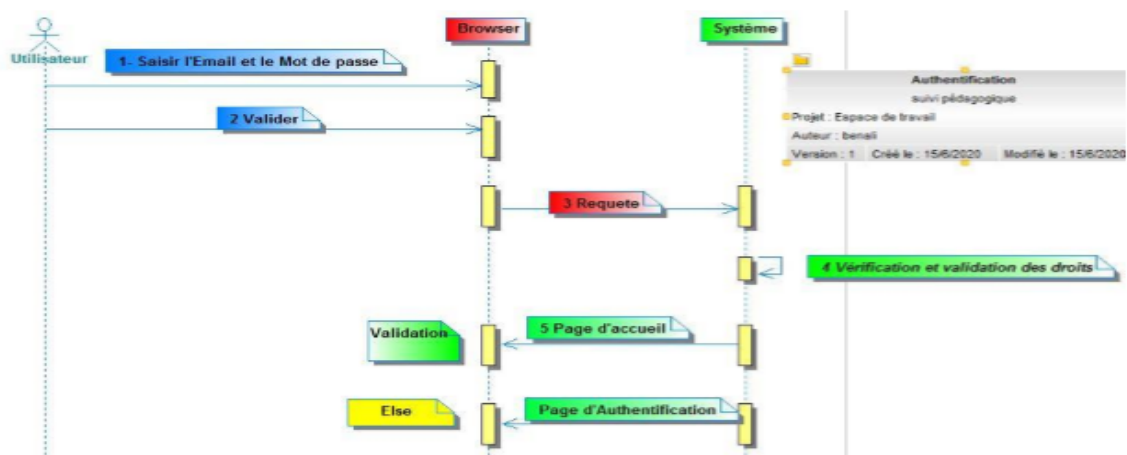 Browser
Système
Utilisateur
1- Saisir l'Email et le Mot de passe
Authentification
suivi pédagogique
Projet : Espace de travail
Auteur : benali
Version : 1 Créé le : 15/6/2020 Modifié le : 15/6/2020
2 Valider
3 Requete
4 Vérification et validation des droits
Validation
5 Page d'accueil
Else
Page d'Authentification